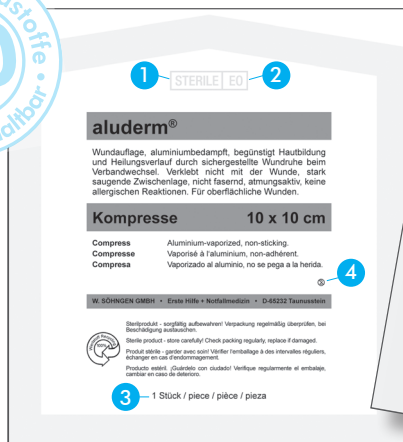 stoffe
altbar
1 STERILE EO 2
aluderm®
Wundauflage, aluminiumbedampft, begünstigt Hautbildung
und Heilungsverlauf durch sichergestellte Wundruhe beim
Verbandwechsel. Verklebt nicht mit der Wunde, stark
saugende Zwischenlage, nicht fasernd, atmungsaktiv, keine
allergischen Reaktionen. Für oberflächliche Wunden.
Kompresse 10 x 10 cm
Compress Aluminium-vaporized, non-sticking.
Compresse Vaporisé à l'aluminium, non-adhérent.
Compresa Vaporizado al aluminio, no se pega a la herida.
4
W. SÖHNGEN GMBH • Erste Hilfe + Notfallmedizin • D-65232 Taunusstein
100%
Sterilprodukt - sorgfältig aufbewahren! Verpackung regelmäßig überprüfen, bei
Beschädigung austauschen.
Sterile product - store carefully! Check packing regularly, replace if damaged.
Produit stérile - garder avec soin! Vérifier l'emballage à des intervalles réguliers,
échanger en cas d'endommagement.
Producto estéril. ¡Guárdelo con ciudado! Verifique regularmente el embalaje,
cambiar en caso de deterioro.
3 1 Stück / piece / pièce / pieza